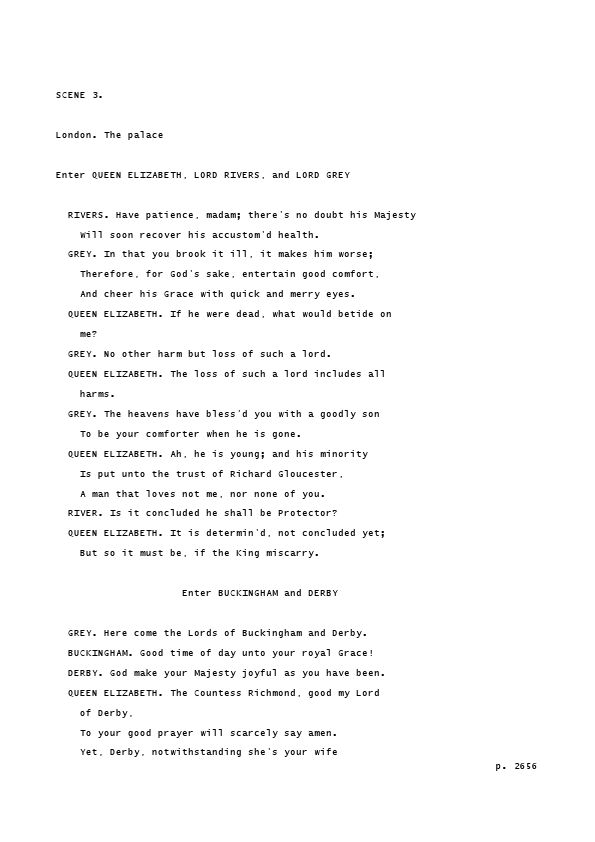 SCENE 3.
London. The palace
Enter QUEEN ELIZABETH, LORD RIVERS, and LORD GREY
RIVERS. Have patience, madam; there's no doubt his Majesty
Will soon recover his accustom'd health.
GREY. In that you brook it ill, it makes him worse;
Therefore, for God's sake, entertain good comfort,
And cheer his Grace with quick and merry eyes.
QUEEN ELIZABETH. If he were dead, what would betide on
me?
GREY. No other harm but loss of such a lord.
QUEEN ELIZABETH. The loss of such a lord includes all
harms.
GREY. The heavens have bless'd you with a goodly son
To be your comforter when he is gone.
QUEEN ELIZABETH. Ah, he is young; and his minority
Is put unto the trust of Richard Gloucester,
A man that loves not me, nor none of you.
RIVER. Is it concluded he shall be Protector?
QUEEN ELIZABETH. It is determin'd, not concluded yet;
But so it must be, if the King miscarry.
Enter BUCKINGHAM and DERBY
GREY. Here come the Lords of Buckingham and Derby.
BUCKINGHAM. Good time of day unto your royal Grace!
DERBY. God make your Majesty joyful as you have been.
QUEEN ELIZABETH. The Countess Richmond, good my Lord
of Derby,
To your good prayer will scarcely say amen.
Yet, Derby, notwithstanding she's your wife
p. 2656